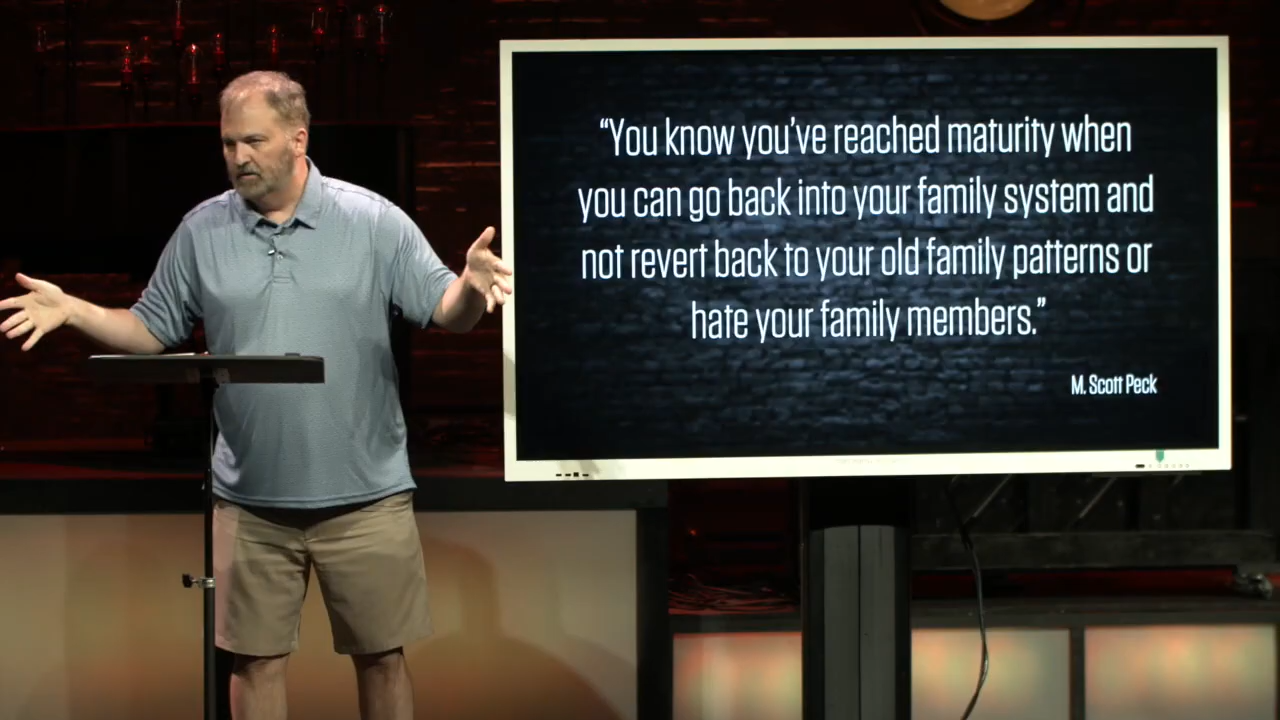 “You know you’ve reached maturity when
you can go back into your family system and
not revert back to your old family patterns or
hate your family members.”
M. Scott Peck